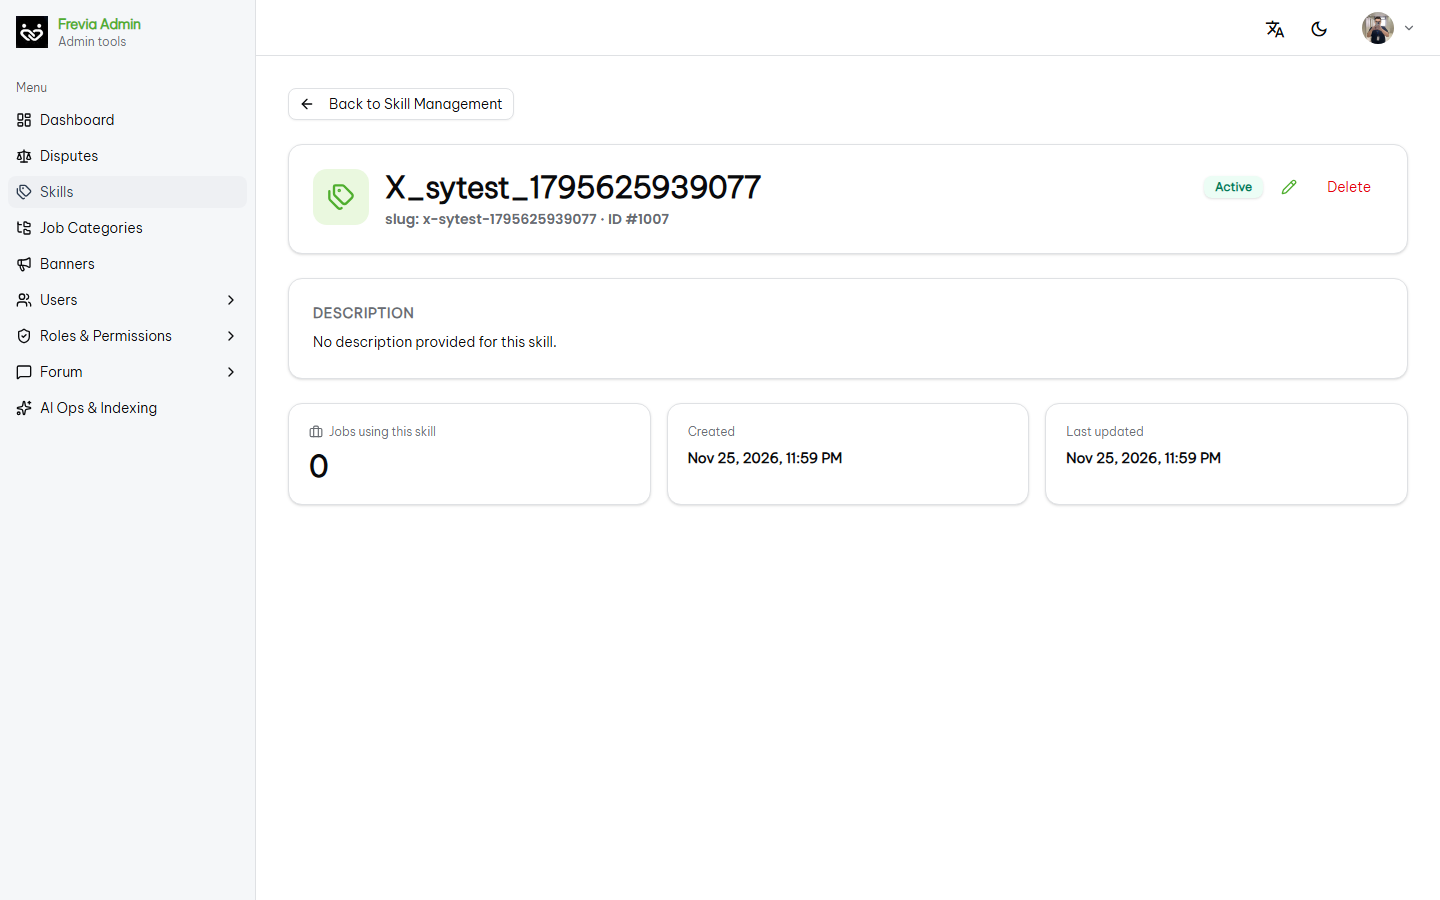 Frevia Admin
Admin tools
Menu
Dashboard
Disputes
Skills
Job Categories
Banners
Users
Roles & Permissions
Forum
AI Ops & Indexing
Back to Skill Management
X_sytest_1795625939077
slug: x-sytest-1795625939077 · ID #1007
Active
Delete
DESCRIPTION
No description provided for this skill.
Jobs using this skill
0
Created
Nov 25, 2026, 11:59 PM
Last updated
Nov 25, 2026, 11:59 PM